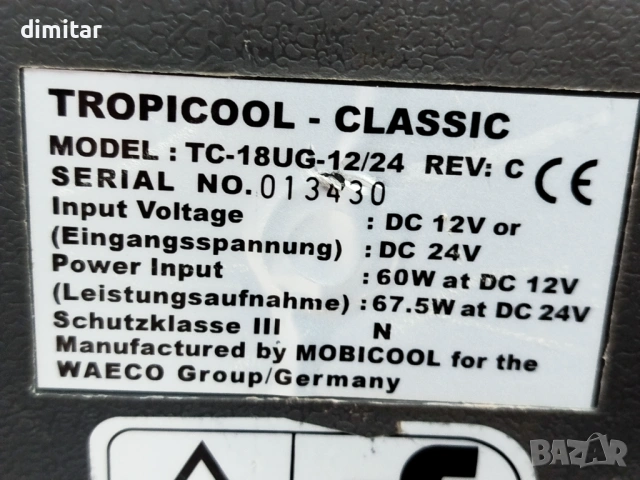 dimitar
TROPICOOL - CLASSIC
MODEL : TC-18UG-12/24 REV: C CE
SERIAL NO. 013430
Input Voltage : DC 12V or
(Eingangsspannung) : DC 24V
Power Input : 60W at DC 12V
(Leistungsaufnahme) : 67.5W at DC 24V
Schutzklasse III N
Manufactured by MOBICOOL for the
WAECO Group/Germany
BAZAR